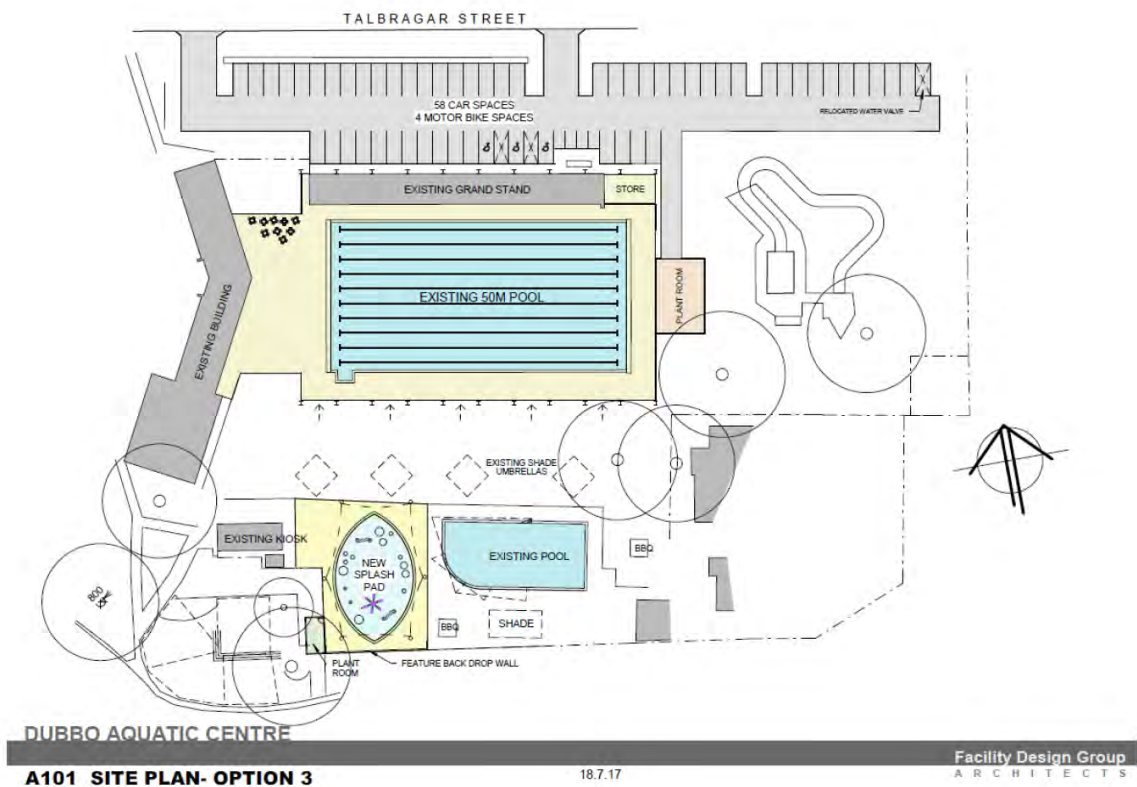 TALBRAGAR STREET
58 CAR SPACES
4 MOTOR BIKE SPACES
RELOCATED WATER VALVE
EXISTING GRAND STAND
STORE
EXISTING 50M POOL
PLANT ROOM
EXISTING BUILDING
EXISTING SHADE
UMBRELLAS
EXISTING KIOSK
NEW
SPLASH
PAD
EXISTING POOL
BBQ
800
BBQ
SHADE
PLANT
ROOM
FEATURE BACK DROP WALL
DUBBO AQUATIC CENTRE
Facility Design Group
ARCHITECTS
A101 SITE PLAN- OPTION 3
18.7.17